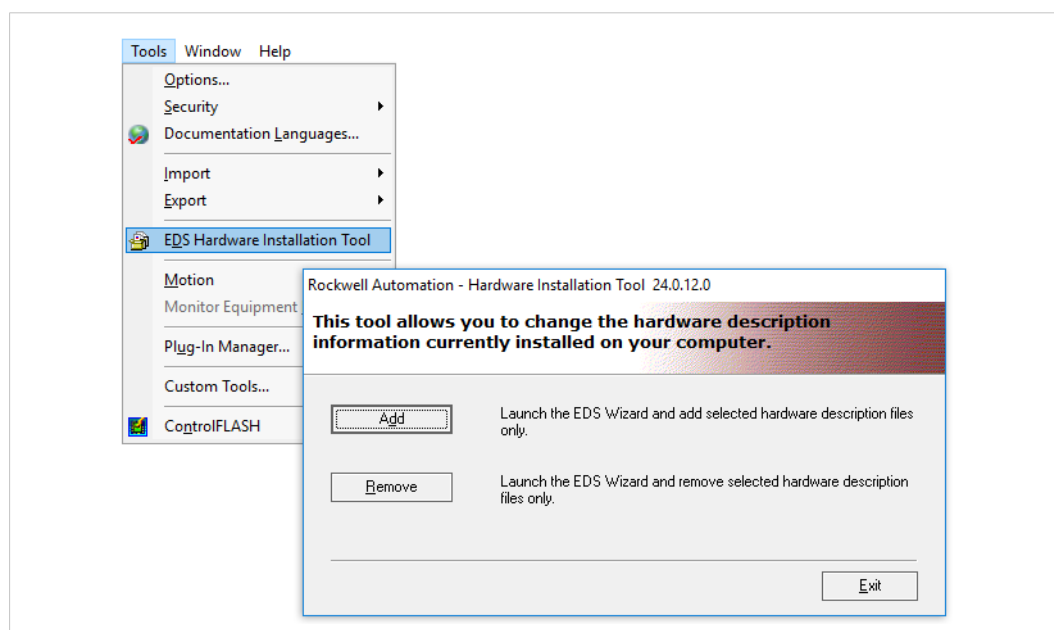 Tools Window Help
Options...
Security
Documentation Languages...
Import
Export
EDS Hardware Installation Tool
Motion
Monitor Equipment
Plug-In Manager...
Custom Tools...
ControlFLASH
Rockwell Automation - Hardware Installation Tool 24.0.12.0
This tool allows you to change the hardware description
information currently installed on your computer.
Add
Launch the EDS Wizard and add selected hardware description files
only.
Remove
Launch the EDS Wizard and remove selected hardware description
files only.
Exit